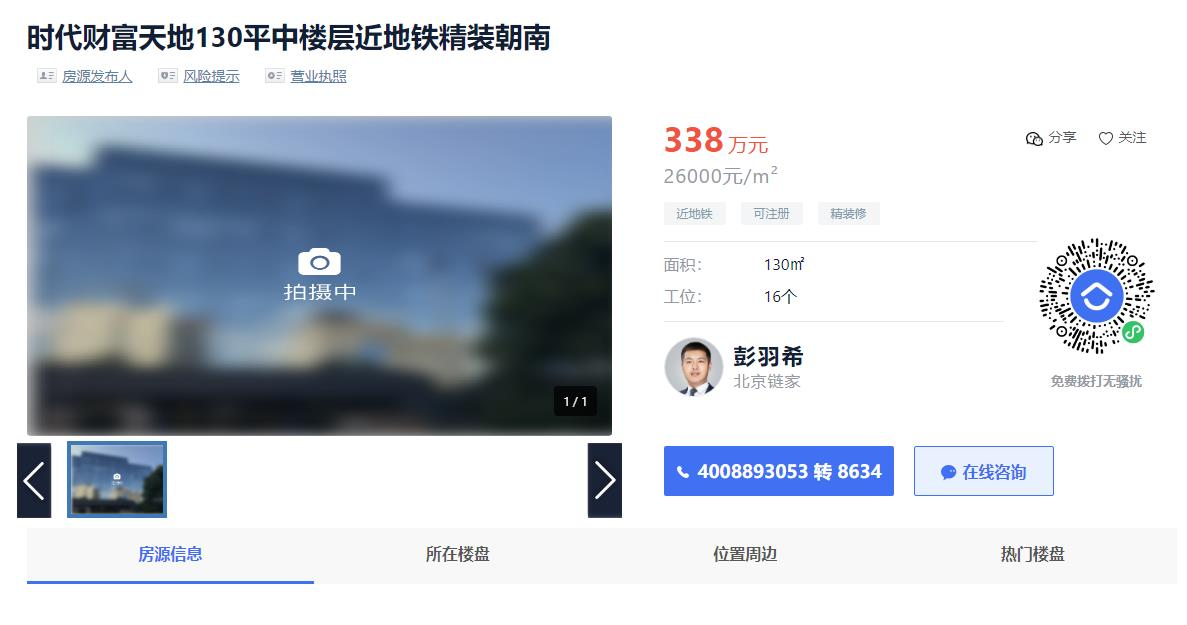 时代财富天地130平中楼层近地铁精装朝南
房源发布人 风险提示 营业执照
拍摄中
1/1
338万元
分享 关注
26000元/m²
近地铁 可注册 精装修
面积： 130㎡
工位： 16个
彭羽希
北京链家
免费拨打无骚扰
4008893053 转 8634
在线咨询
房源信息 所在楼盘 位置周边 热门楼盘